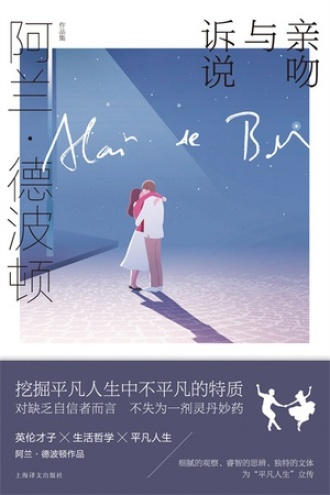 亲吻
与
诉说
作品集
阿兰·德波顿
Alain de B
挖掘平凡人生中不平凡的特质
对缺乏自信者而言 不失为一剂灵丹妙药
英伦才子×生活哲学×平凡人生
阿兰·德波顿作品
细腻的观察、睿智的思辨、独特的文体
为“平凡人生”立传
上海译文出版社